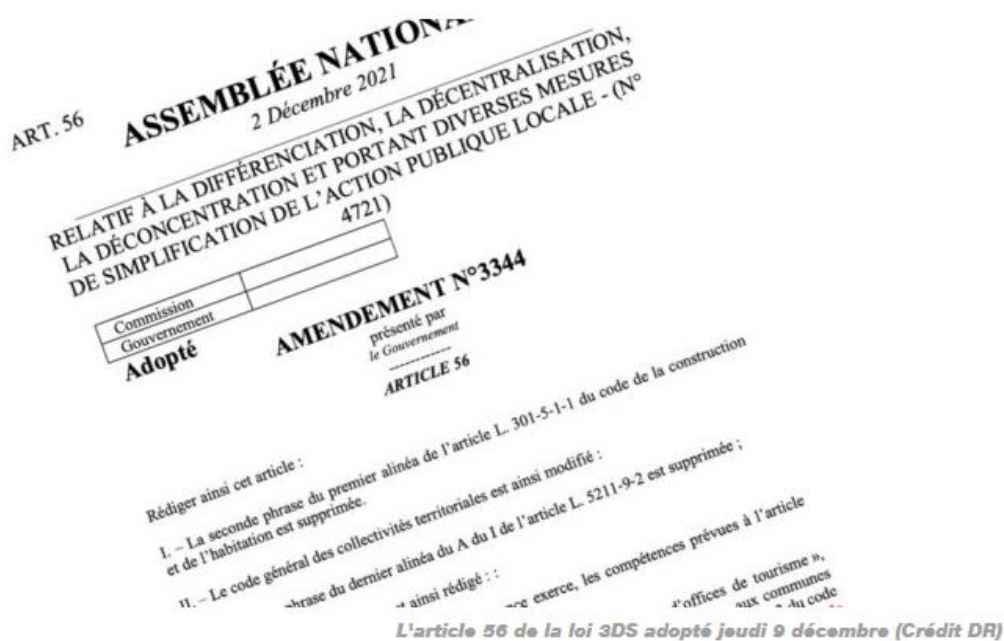 ART. 56
ASSEMBLÉE NATIONA
2 Décembre 2021
RELATIF À LA DIFFÉRENCIATION, LA DÉCENTRALISATION,
LA DÉCONCENTRATION ET PORTANT DIVERSES MESURES
DE SIMPLIFICATION DE L'ACTION PUBLIQUE LOCALE - (N°
4721)
Commission
Gouvernement
Adopté
AMENDEMENT N°3344
présenté par
le Gouvernement
----------
ARTICLE 56
Rédiger ainsi cet article :
I. – La seconde phrase du premier alinéa de l'article L. 301-5-1-1 du code de la construction
et de l'habitation est supprimée.
II. – Le code général des collectivités territoriales est ainsi modifié :
phrase du dernier alinéa du A du I de l'article L. 5211-9-2 est supprimée ;
ainsi rédigé : :
exerce, les compétences prévues à l'article
d'offices de tourisme »,
aux communes
du code
L'article 56 de la loi 3DS adopté jeudi 9 décembre (Crédit DR)